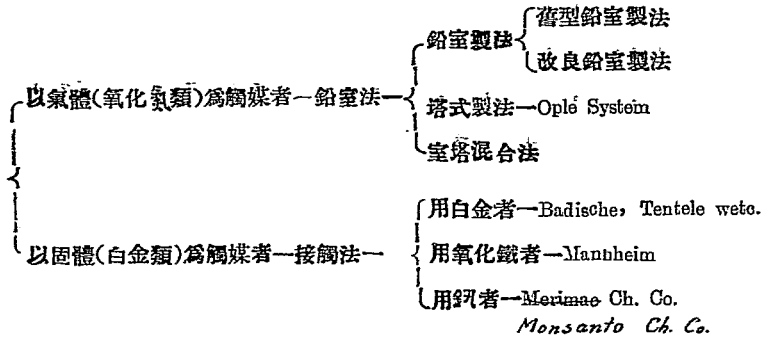 舊型鉛室製法
鉛室製法
改良鉛室製法
以氣體(氧化氮類)爲觸媒者—鉛室法—
塔式製法—Ople System
室塔混合法
用白金者—Badische, Tentele wetc.
以固體(白金類)爲觸媒者—接觸法—
用氧化鐵者—Mannheim
用釩者—Merimac Ch. Co.
Monsanto Ch. Co.